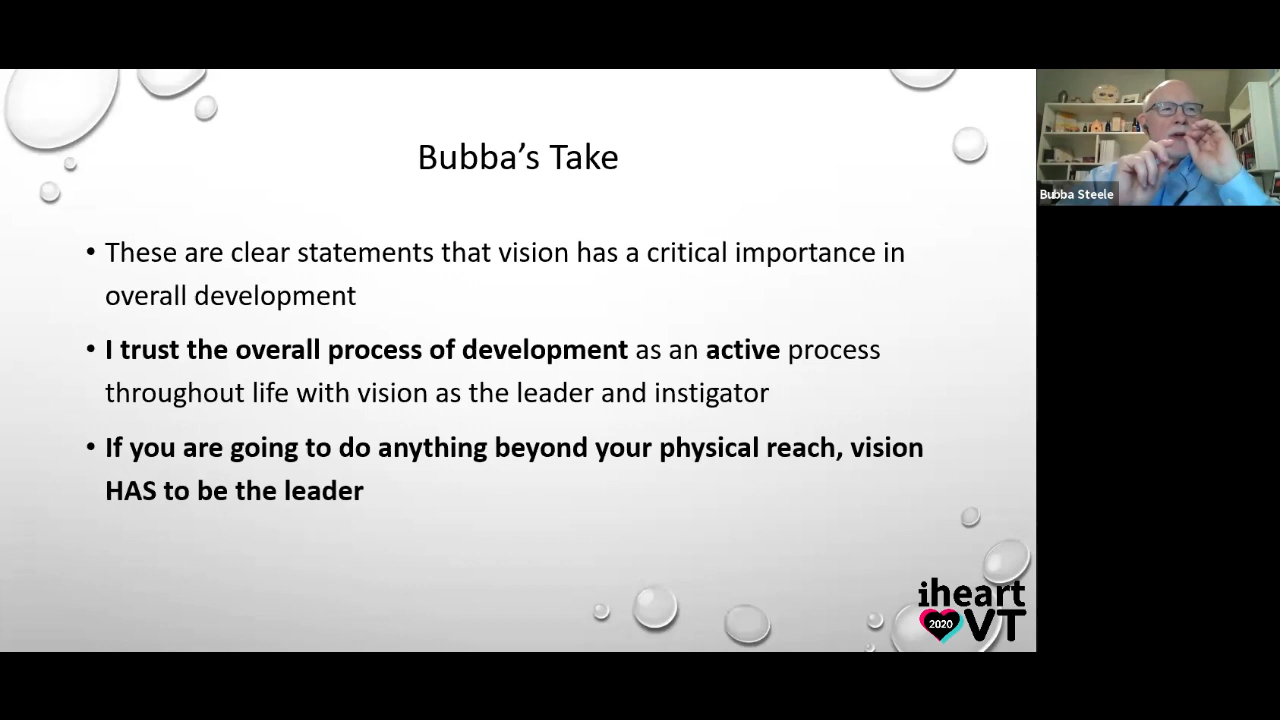 Bubba’s Take
• These are clear statements that vision has a critical importance in
overall development
• I trust the overall process of development as an active process
throughout life with vision as the leader and instigator
• If you are going to do anything beyond your physical reach, vision
HAS to be the leader
iheart
2020 VT
Bubba Steele